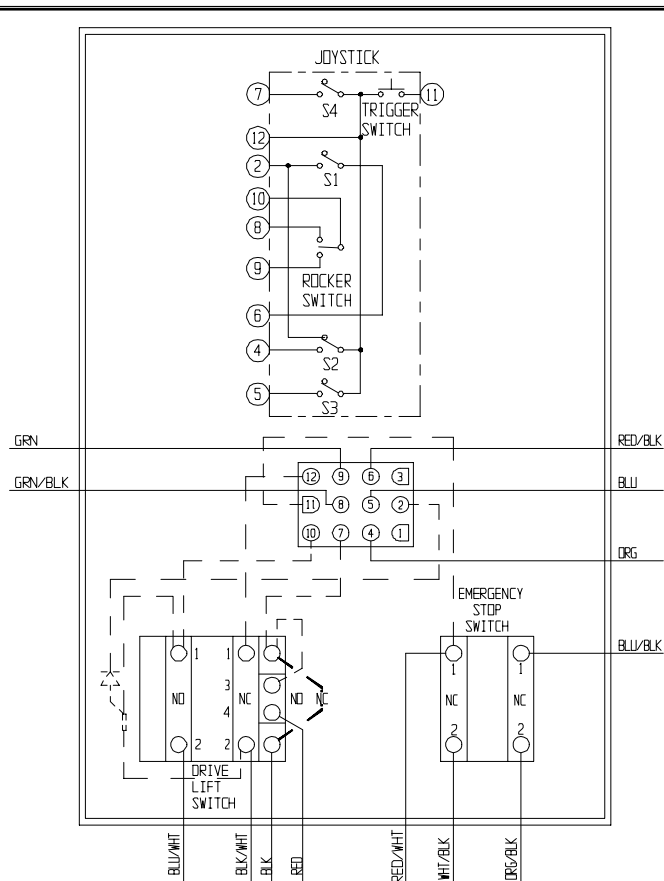 JOYSTICK
7
S4
TRIGGER
SWITCH
11
12
2
S1
10
8
9
ROCKER
SWITCH
6
4
S2
5
S3
GRN
RED/BLK
12 9 6 3
GRN/BLK
BLU
11 8 5 2
10 7 4 1
ORG
EMERGENCY
STOP
SWITCH
BLU/BLK
1 1 1 1
3
NO NC NO NC NC NC
4
2 2 2 2
DRIVE
LIFT
SWITCH
BLU/WHT
BLK/WHT
BLK
RED
RED/WHT
WHT/BLK
ORG/BLK